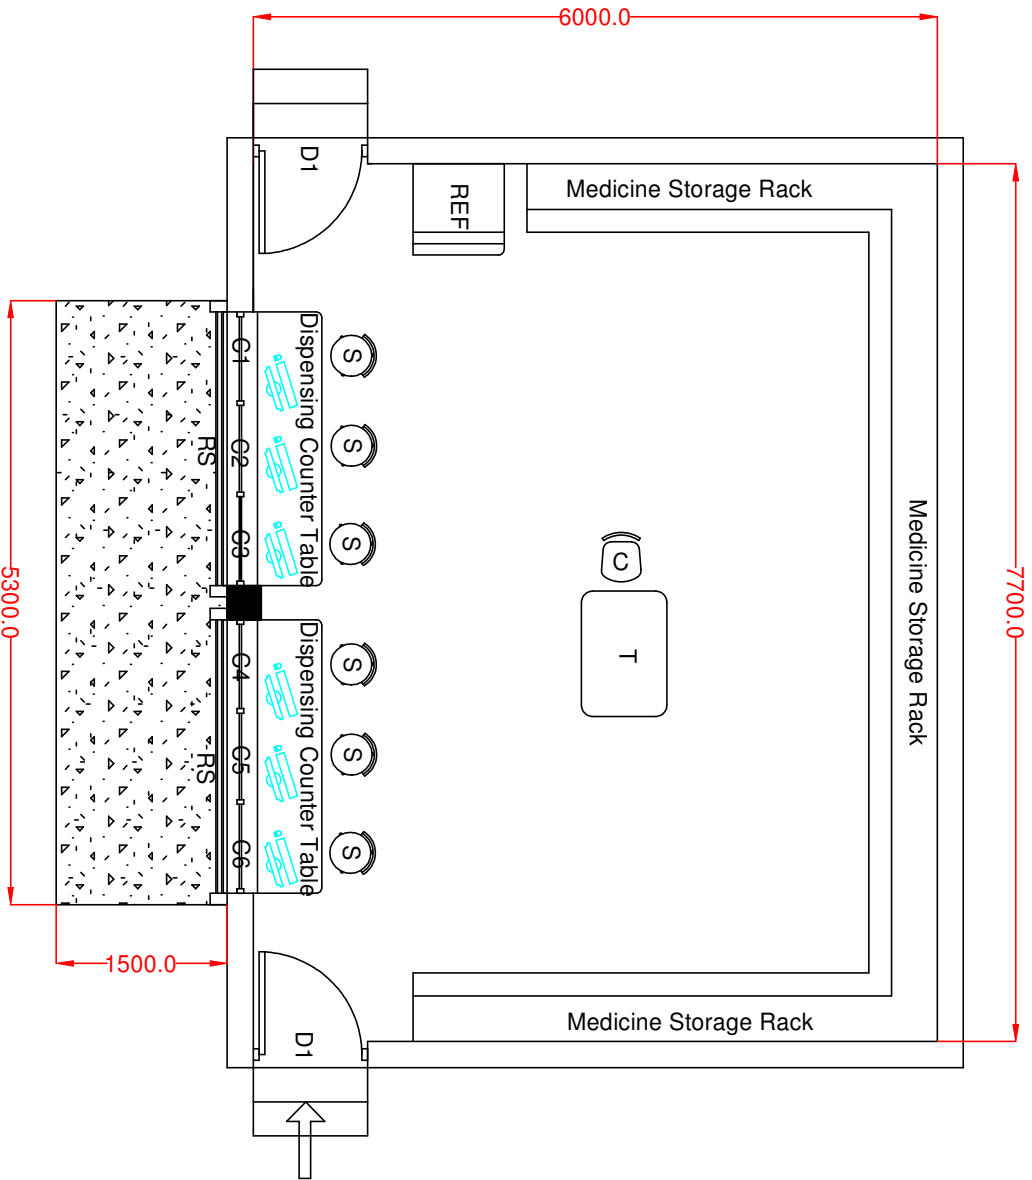 6000.0
D1
REF
Medicine Storage Rack
7700.0
Medicine Storage Rack
5300.0
1500.0
RS
RS
C1
C2
C3
C4
C5
C6
Dispensing Counter Table
Dispensing Counter Table
S
S
S
S
S
S
C
T
D1
Medicine Storage Rack